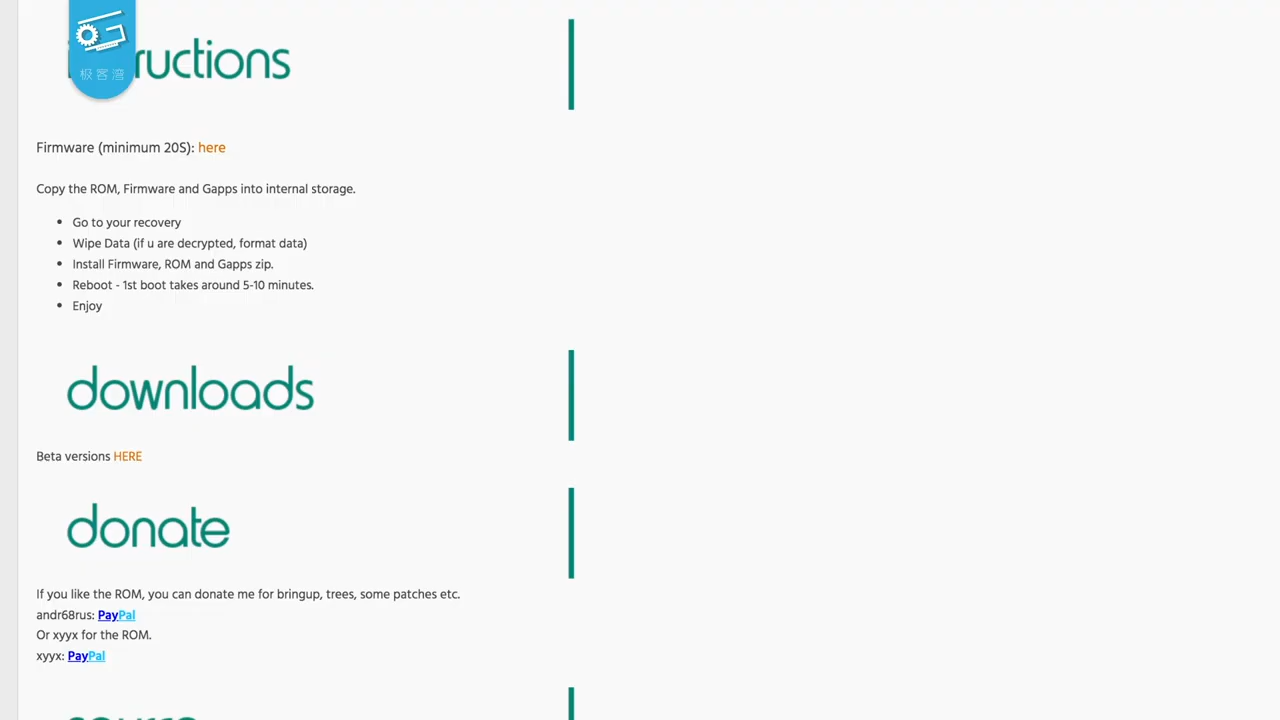 极客湾
ructions
Firmware (minimum 20S): here
Copy the ROM, Firmware and Gapps into internal storage.
Go to your recovery
Wipe Data (if u are decrypted, format data)
Install Firmware, ROM and Gapps zip.
Reboot - 1st boot takes around 5-10 minutes.
Enjoy
downloads
Beta versions HERE
donate
If you like the ROM, you can donate me for bringup, trees, some patches etc.
andr68rus: PayPal
Or xyyx for the ROM.
xyyx: PayPal